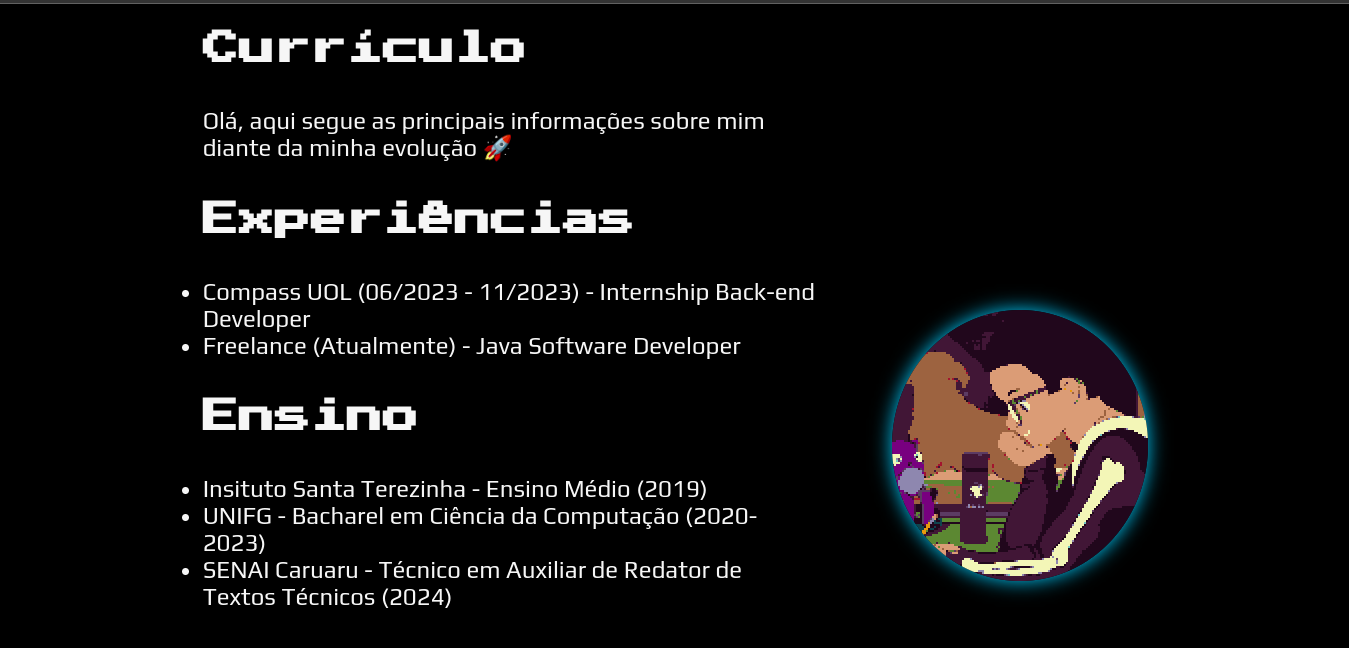 Currículo
Olá, aqui segue as principais informações sobre mim
diante da minha evolução 🚀
Experiências
• Compass UOL (06/2023 - 11/2023) - Internship Back-end
Developer
• Freelance (Atualmente) - Java Software Developer
Ensino
• Insituto Santa Terezinha - Ensino Médio (2019)
• UNIFG - Bacharel em Ciência da Computação (2020-
2023)
• SENAI Caruaru - Técnico em Auxiliar de Redator de
Textos Técnicos (2024)